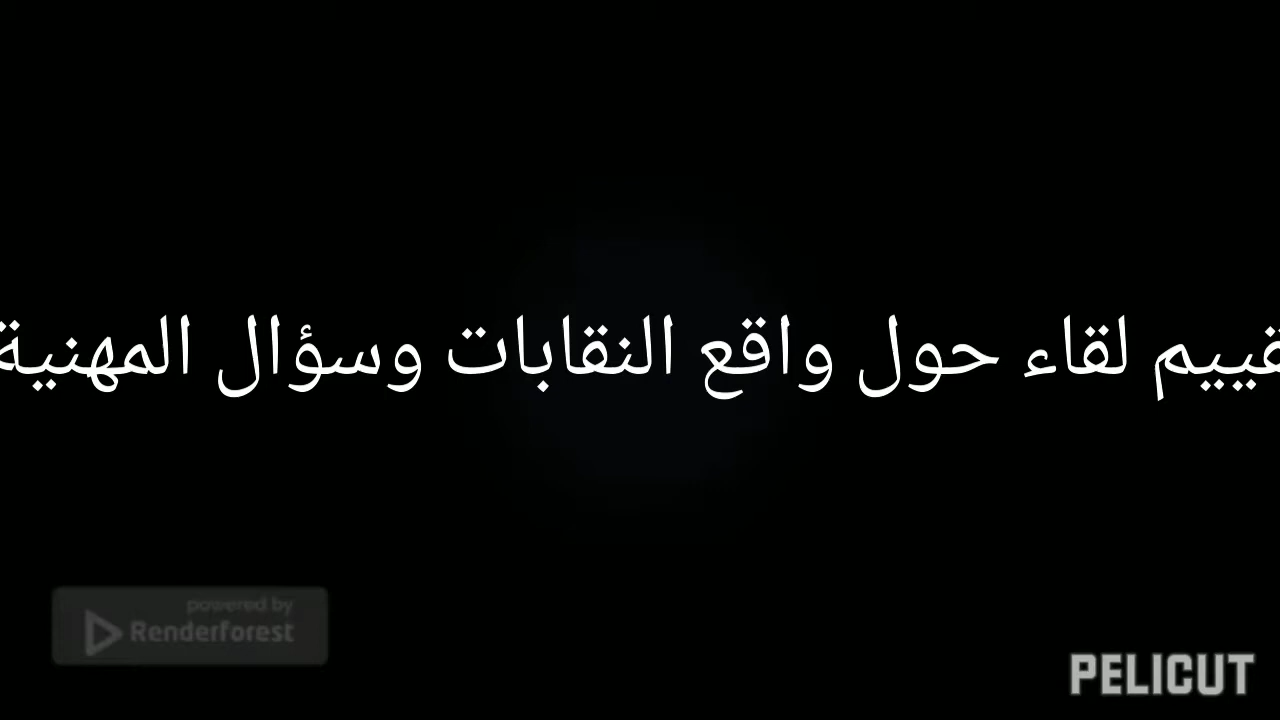 قييم لقاء حول واقع النقابات وسؤال المهنية
powered by
Renderforest
PELICUT